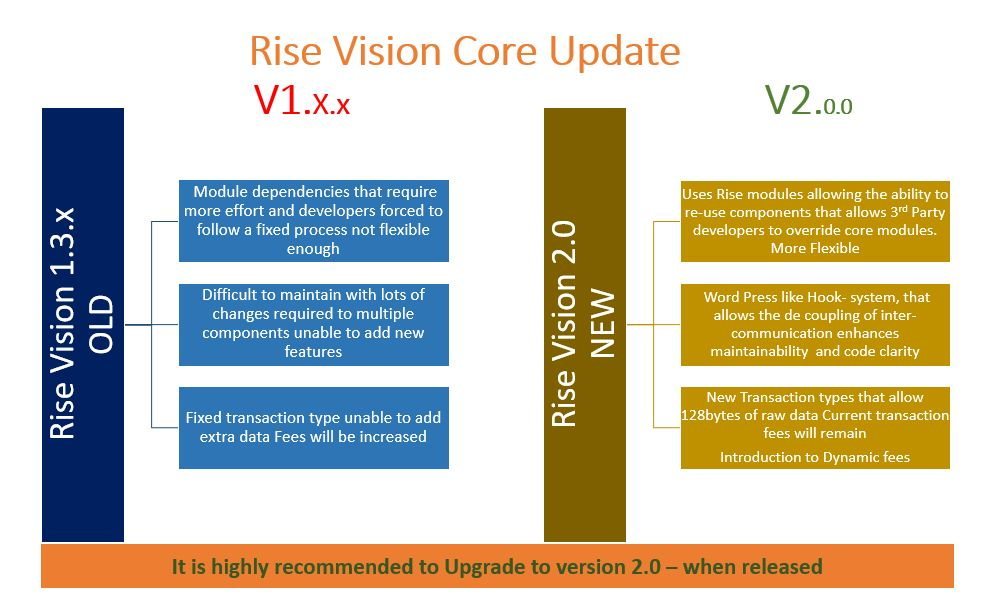 Rise Vision Core Update
V1.X.x
V2.0.0
Rise Vision 1.3.x
OLD
Module dependencies that require
more effort and developers forced to
follow a fixed process not flexible
enough
Difficult to maintain with lots of
changes required to multiple
components unable to add new
features
Fixed transaction type unable to add
extra data Fees will be increased
Rise Vision 2.0
NEW
Uses Rise modules allowing the ability to
re-use components that allows 3rd Party
developers to override core modules.
More Flexible
Word Press like Hook- system, that
allows the de coupling of inter-
communication enhances
maintainability and code clarity
New Transaction types that allow
128bytes of raw data Current transaction
fees will remain
Introduction to Dynamic fees
It is highly recommended to Upgrade to version 2.0 – when released